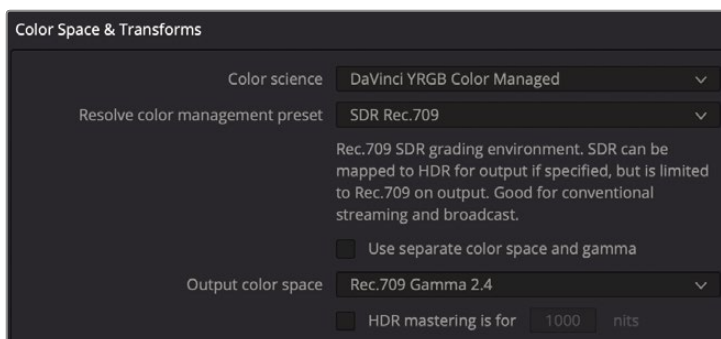 Color Space & Transforms
Color science DaVinci YRGB Color Managed
Resolve color management preset SDR Rec.709
Rec.709 SDR grading environment. SDR can be
mapped to HDR for output if specified, but is limited
to Rec.709 on output. Good for conventional
streaming and broadcast.
Use separate color space and gamma
Output color space Rec.709 Gamma 2.4
HDR mastering is for 1000 nits